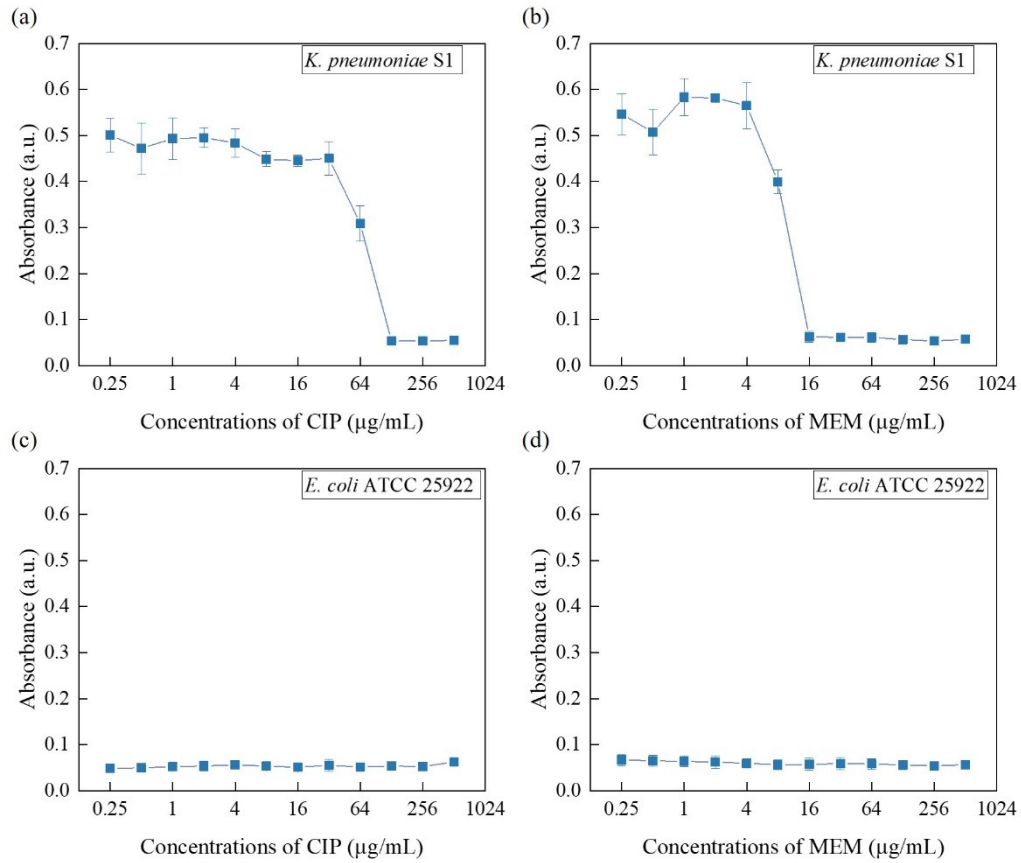 (a)
K. pneumoniae S1
Absorbance (a.u.)
0.7
0.6
0.5
0.4
0.3
0.2
0.1
0.0
0.25 1 4 16 64 256 1024
Concentrations of CIP (μg/mL)
(b)
K. pneumoniae S1
Absorbance (a.u.)
0.7
0.6
0.5
0.4
0.3
0.2
0.1
0.0
0.25 1 4 16 64 256 1024
Concentrations of MEM (μg/mL)
(c)
E. coli ATCC 25922
Absorbance (a.u.)
0.7
0.6
0.5
0.4
0.3
0.2
0.1
0.0
0.25 1 4 16 64 256 1024
Concentrations of CIP (μg/mL)
(d)
E. coli ATCC 25922
Absorbance (a.u.)
0.7
0.6
0.5
0.4
0.3
0.2
0.1
0.0
0.25 1 4 16 64 256 1024
Concentrations of MEM (μg/mL)